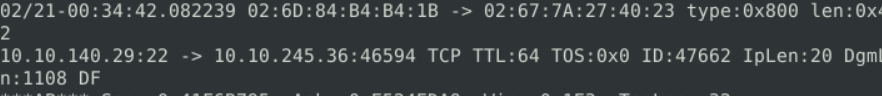 02/21-00:34:42.082239 02:6D:84:B4:B4:1B -> 02:67:7A:27:40:23 type:0x800 len:0x4
2
10.10.140.29:22 -> 10.10.245.36:46594 TCP TTL:64 TOS:0x0 ID:47662 IpLen:20 DgmL
n:1108 DF